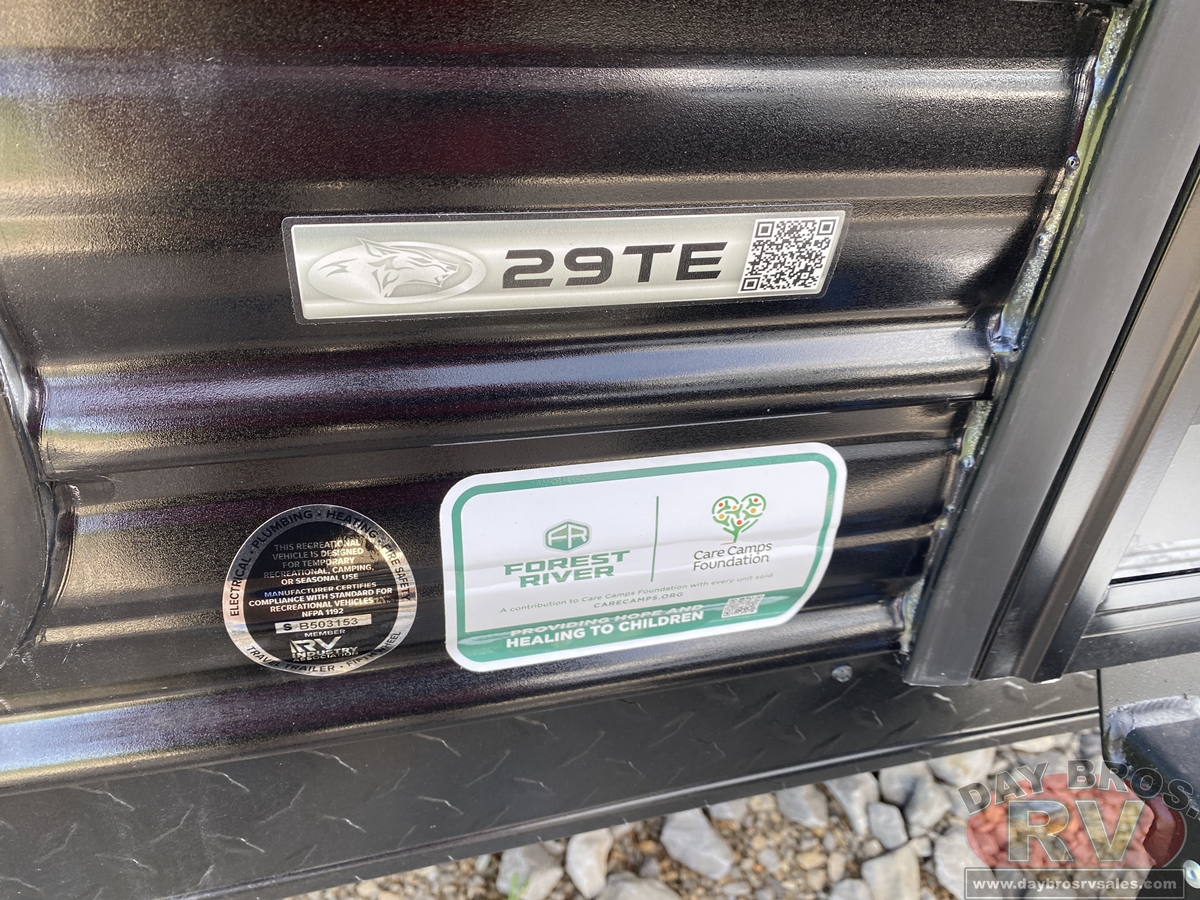 29TE
ELECTRICAL • PLUMBING • HEATING • FIRE SAFETY
THIS RECREATIONAL
VEHICLE IS DESIGNED
FOR TEMPORARY
RECREATIONAL, CAMPING,
OR SEASONAL USE
MANUFACTURER CERTIFIES
COMPLIANCE WITH STANDARD FOR
RECREATIONAL VEHICLES
NFPA 1192
S B503153
MEMBER
RV
INDUSTRY
ASSOCIATION
TRAVEL TRAILER • FIFTH WHEEL
FR
FOREST
RIVER
Care Camps
Foundation
A contribution to Care Camps Foundation with every unit sold.
CARECAMPS.ORG
PROVIDING HOPE AND
HEALING TO CHILDREN
DAY BROS.
RV
www.daybrosrvsales.com